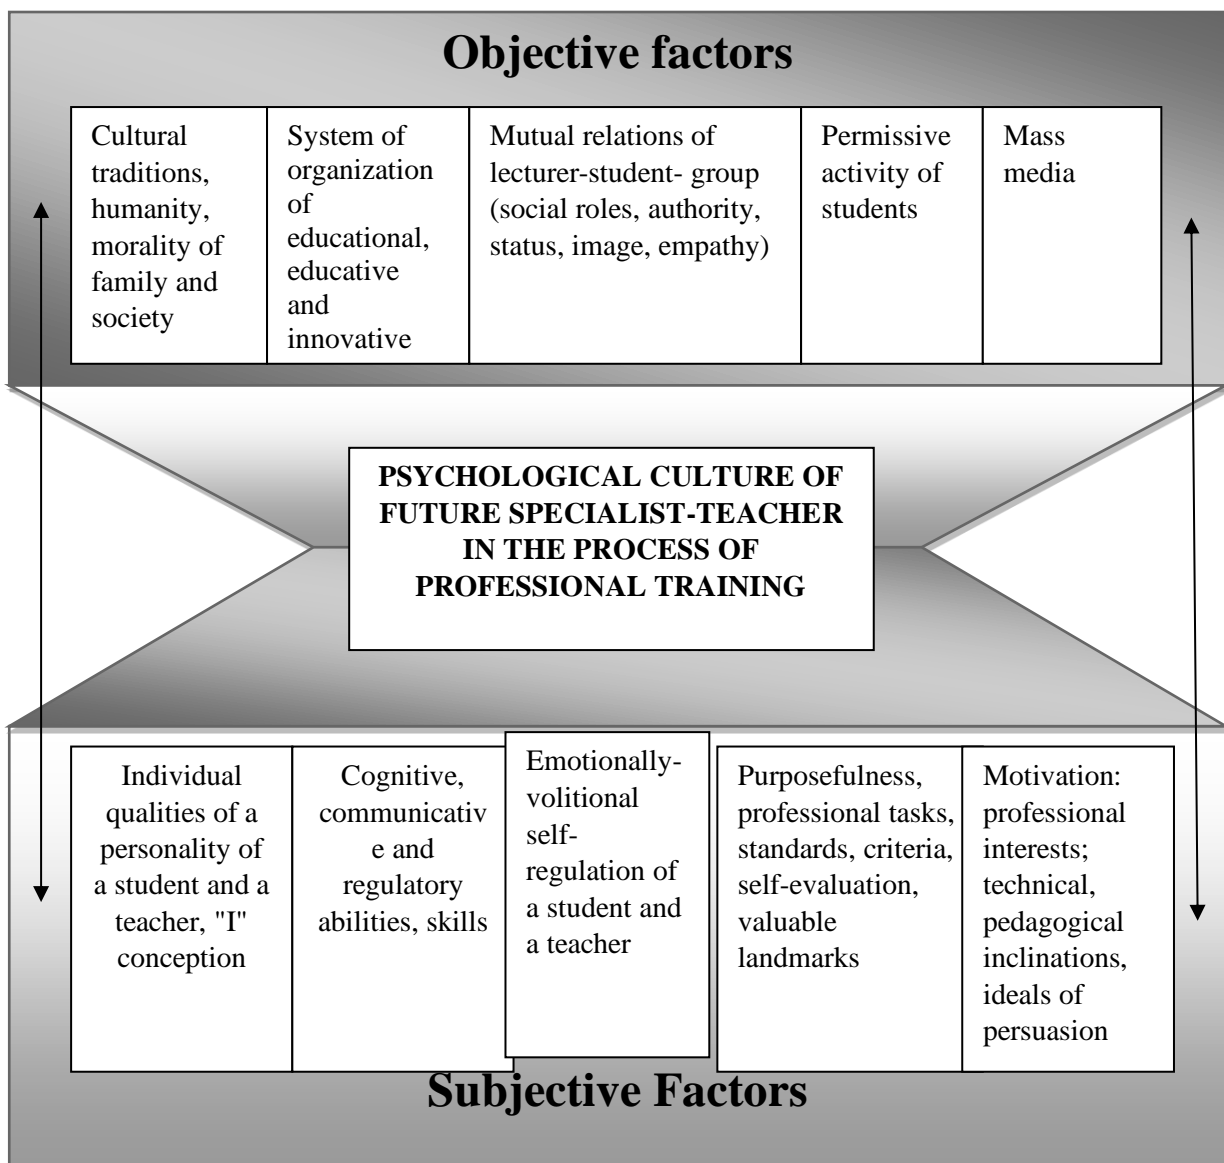 Objective factors
Cultural
traditions,
humanity,
morality of
family and
society
System of
organization
of
educational,
educative
and
innovative
Mutual relations of
lecturer-student- group
(social roles, authority,
status, image, empathy)
Permissive
activity of
students
Mass
media
PSYCHOLOGICAL CULTURE OF
FUTURE SPECIALIST-TEACHER
IN THE PROCESS OF
PROFESSIONAL TRAINING
Individual
qualities of a
personality of
a student and a
teacher, "I"
conception
Cognitive,
communicativ
e and
regulatory
abilities, skills
Emotionally-
volitional
self-
regulation of
a student and
a teacher
Purposefulness,
professional tasks,
standards, criteria,
self-evaluation,
valuable
landmarks
Motivation:
professional
interests;
technical,
pedagogical
inclinations,
ideals of
persuasion
Subjective Factors